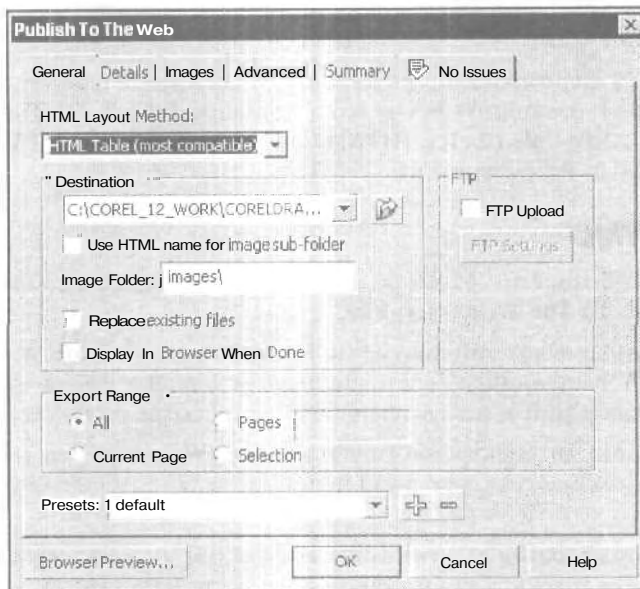 Publish To The Web
General Details | Images | Advanced | Summary No Issues |
HTML Layout Method:
HTML Table (most compatible)
" Destination
FTP
C:\COREL_12_WORK\CORELDRA...
FTP Upload
Use HTML name for image sub-folder
FTP Settings
Image Folder: j images\
Replace existing files
Display In Browser When Done
Export Range
All Pages
Current Page Selection
Presets: 1 default
Browser Preview... OK Cancel Help